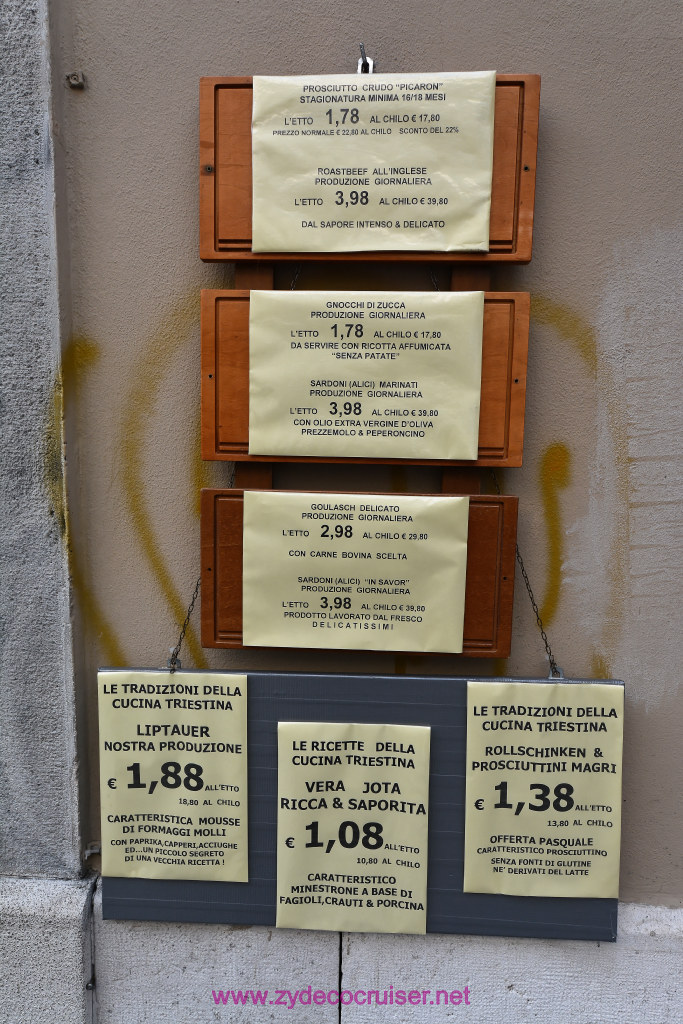 PROSCIUTTO CRUDO "PICARON"
STAGIONATURA MINIMA 16/18 MESI
L'ETTO 1,78 AL CHILO € 17,80
PREZZO NORMALE € 22,80 AL CHILO SCONTO DEL 22%
ROASTBEEF ALL'INGLESE
PRODUZIONE GIORNALIERA
L'ETTO 3,98 AL CHILO € 39,80
DAL SAPORE INTENSO & DELICATO
GNOCCHI DI ZUCCA
PRODUZIONE GIORNALIERA
L'ETTO 1,78 AL CHILO € 17,80
DA SERVIRE CON RICOTTA AFFUMICATA
"SENZA PATATE"
SARDONI (ALICI) MARINATI
PRODUZIONE GIORNALIERA
L'ETTO 3,98 AL CHILO € 39,80
CON OLIO EXTRA VERGINE D'OLIVA
PREZZEMOLO & PEPERONCINO
GOULASCH DELICATO
PRODUZIONE GIORNALIERA
L'ETTO 2,98 AL CHILO € 29,80
CON CARNE BOVINA SCELTA
SARDONI (ALICI) "IN SAVOR"
PRODUZIONE GIORNALIERA
L'ETTO 3,98 AL CHILO € 39,80
PRODOTTO LAVORATO DAL FRESCO
DELICATISSIMI
LE TRADIZIONI DELLA
CUCINA TRIESTINA
LIPTAUER
NOSTRA PRODUZIONE
€ 1,88 ALL'ETTO
18,80 AL CHILO
CARATTERISTICA MOUSSE
DI FORMAGGI MOLLI
CON PAPRIKA,CAPPERI,ACCIUGHE
ED...UN PICCOLO SEGRETO
DI UNA VECCHIA RICETTA !
LE RICETTE DELLA
CUCINA TRIESTINA
VERA JOTA
RICCA & SAPORITA
€ 1,08 ALL'ETTO
10,80 AL CHILO
CARATTERISTICO
MINESTRONE A BASE DI
FAGIOLI,CRAUTI & PORCINA
LE TRADIZIONI DELLA
CUCINA TRIESTINA
ROLLSCHINKEN &
PROSCIUTTINI MAGRI
€ 1,38 ALL'ETTO
13,80 AL CHILO
OFFERTA PASQUALE
CARATTERISTICO PROSCIUTTINO
SENZA FONTI DI GLUTINE
NE' DERIVATI DEL LATTE
www.zydecocruiser.net